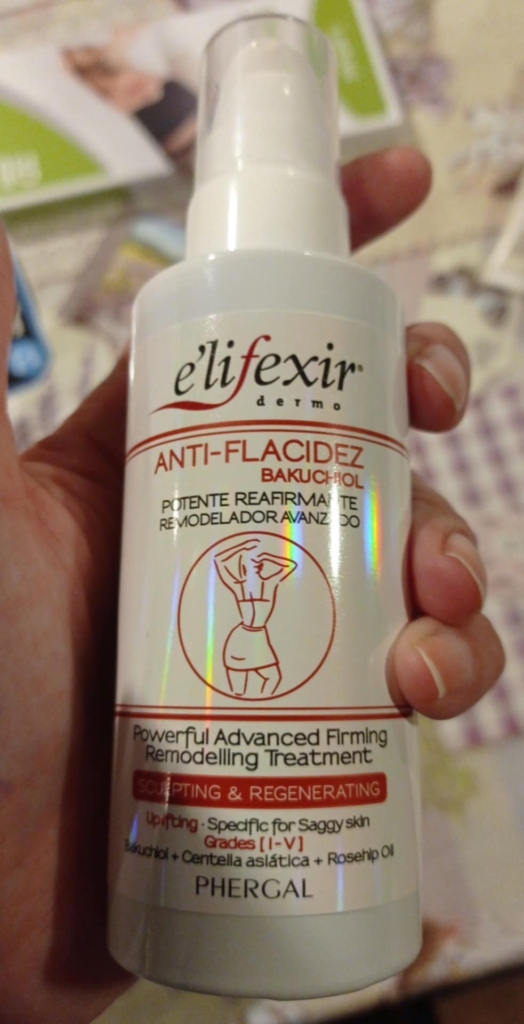 e'lifexir®
dermo
ANTI-FLACIDEZ
BAKUCHIOL
POTENTE REAFIRMANTE
REMODELADOR AVANZADO
Powerful Advanced Firming
Remodelling Treatment
SCULPTING & REGENERATING
Uplifting · Specific for Saggy skin
Grades [I-V]
Bakuchiol + Centella asiática + Rosehip Oil
PHERGAL